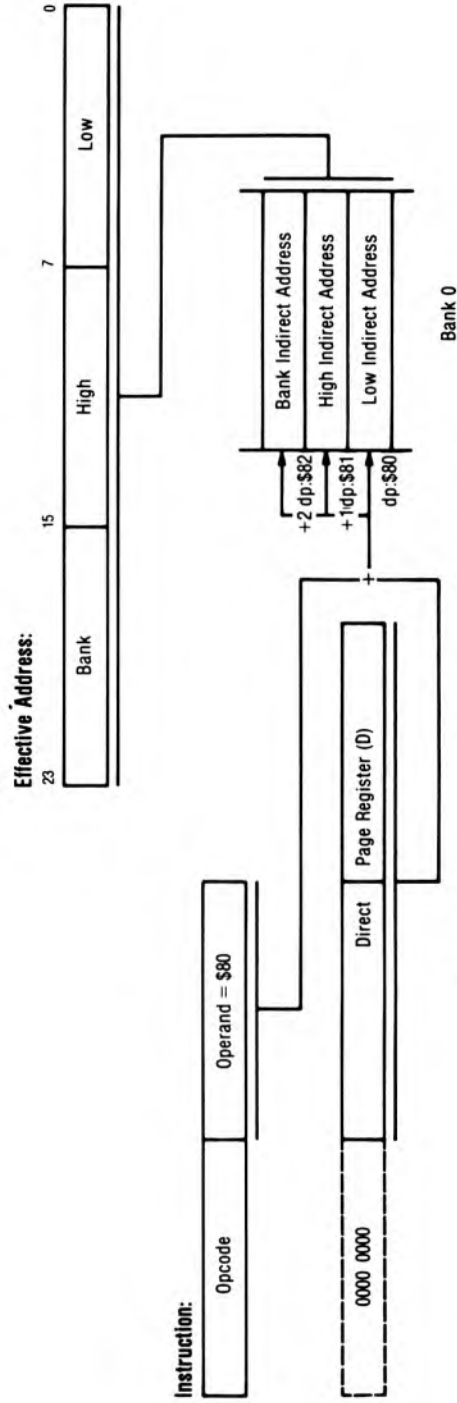 Effective Address:
23 15 7 0
Bank High Low
Instruction:
Opcode Operand = $80
0000 0000 Direct Page Register (D)
+
+2 dp:$82 Bank Indirect Address
+1 dp:$81 High Indirect Address
dp:$80 Low Indirect Address
Bank 0